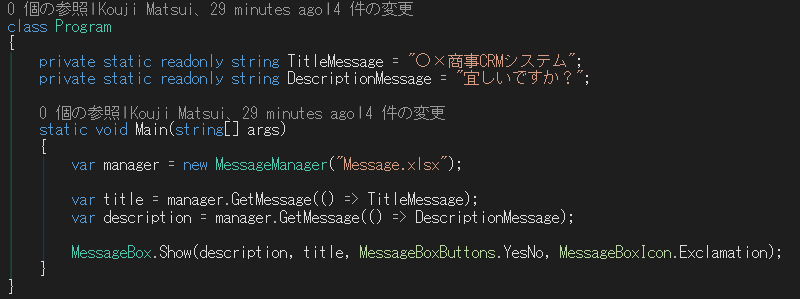 0 個の参照|Kouji Matsui、29 minutes ago|4 件の変更
class Program
{
private static readonly string TitleMessage = "○×商事CRMシステム";
private static readonly string DescriptionMessage = "宜しいですか？";
0 個の参照|Kouji Matsui、29 minutes ago|4 件の変更
static void Main(string[] args)
{
var manager = new MessageManager("Message.xlsx");
var title = manager.GetMessage(() => TitleMessage);
var description = manager.GetMessage(() => DescriptionMessage);
MessageBox.Show(description, title, MessageBoxButtons.YesNo, MessageBoxIcon.Exclamation);
}
}